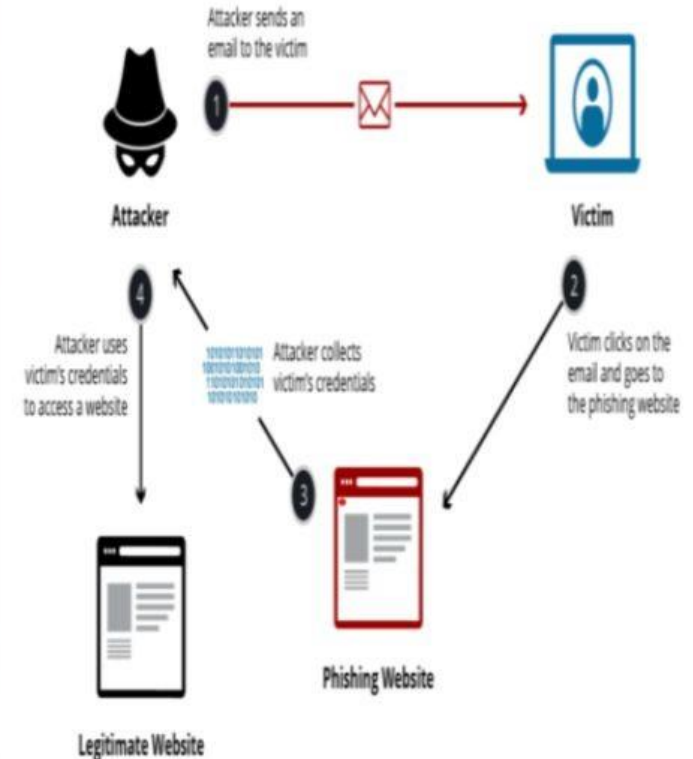 Attacker sends an
email to the victim
1
Attacker
Victim
4
2
Attacker uses
victim's credentials
to access a website
101010110101
Attacker collects
victim's credentials
Victim clicks on the
email and goes to
the phishing website
3
Phishing Website
Legitimate Website